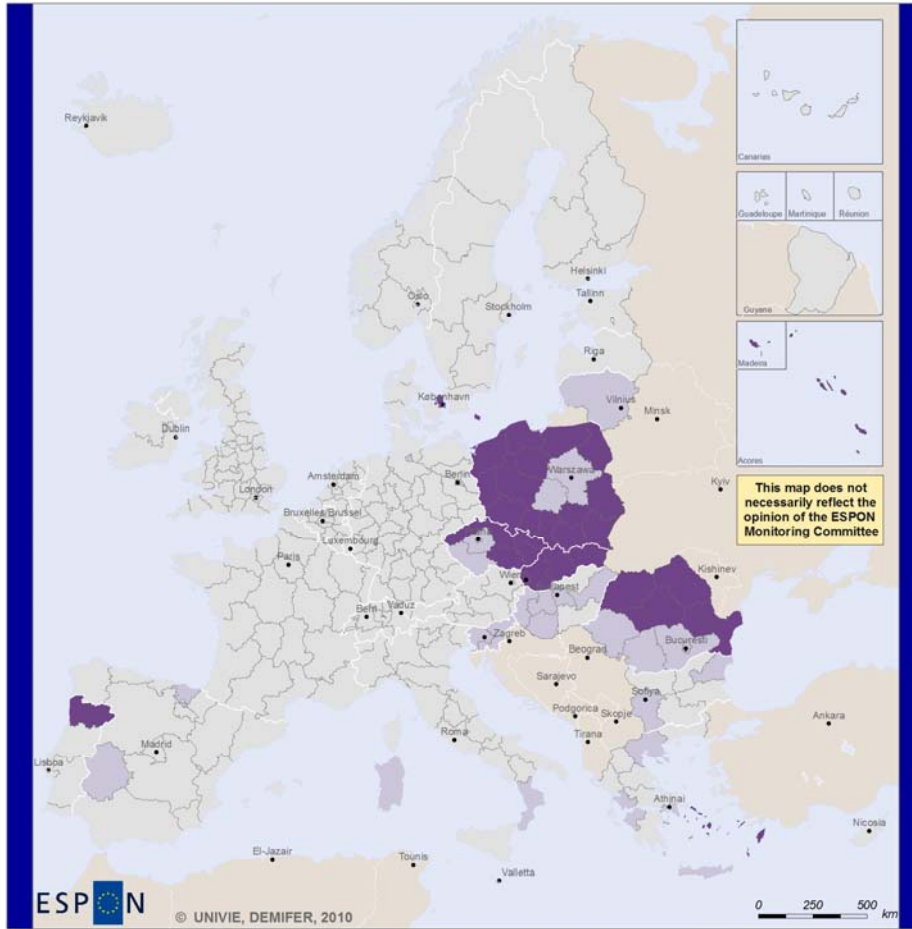 Reykjavik
Canarias
Guadeloupe
Martinique
Réunion
Guyane
Madeira
Acores
Helsinki
Oslo
Tallinn
Stockholm
Riga
København
Vilnius
Minsk
Dublin
Berlin
Warszawa
Amsterdam
London
Kyiv
Bruxelles/Brussel
Luxembourg
Paris
This map does not
necessarily reflect the
opinion of the ESPON
Monitoring Committee
Wien
Kishinev
Bern
Vaduz
Zagreb
Beograd
Bucuresti
Sarajevo
Sofiya
Podgorica
Skopje
Ankara
Roma
Tirana
Madrid
Lisboa
Athinai
Nicosia
El-Jazair
Tounis
Valletta
ESPON
© UNIVIE, DEMIFER, 2010
0 250 500
km